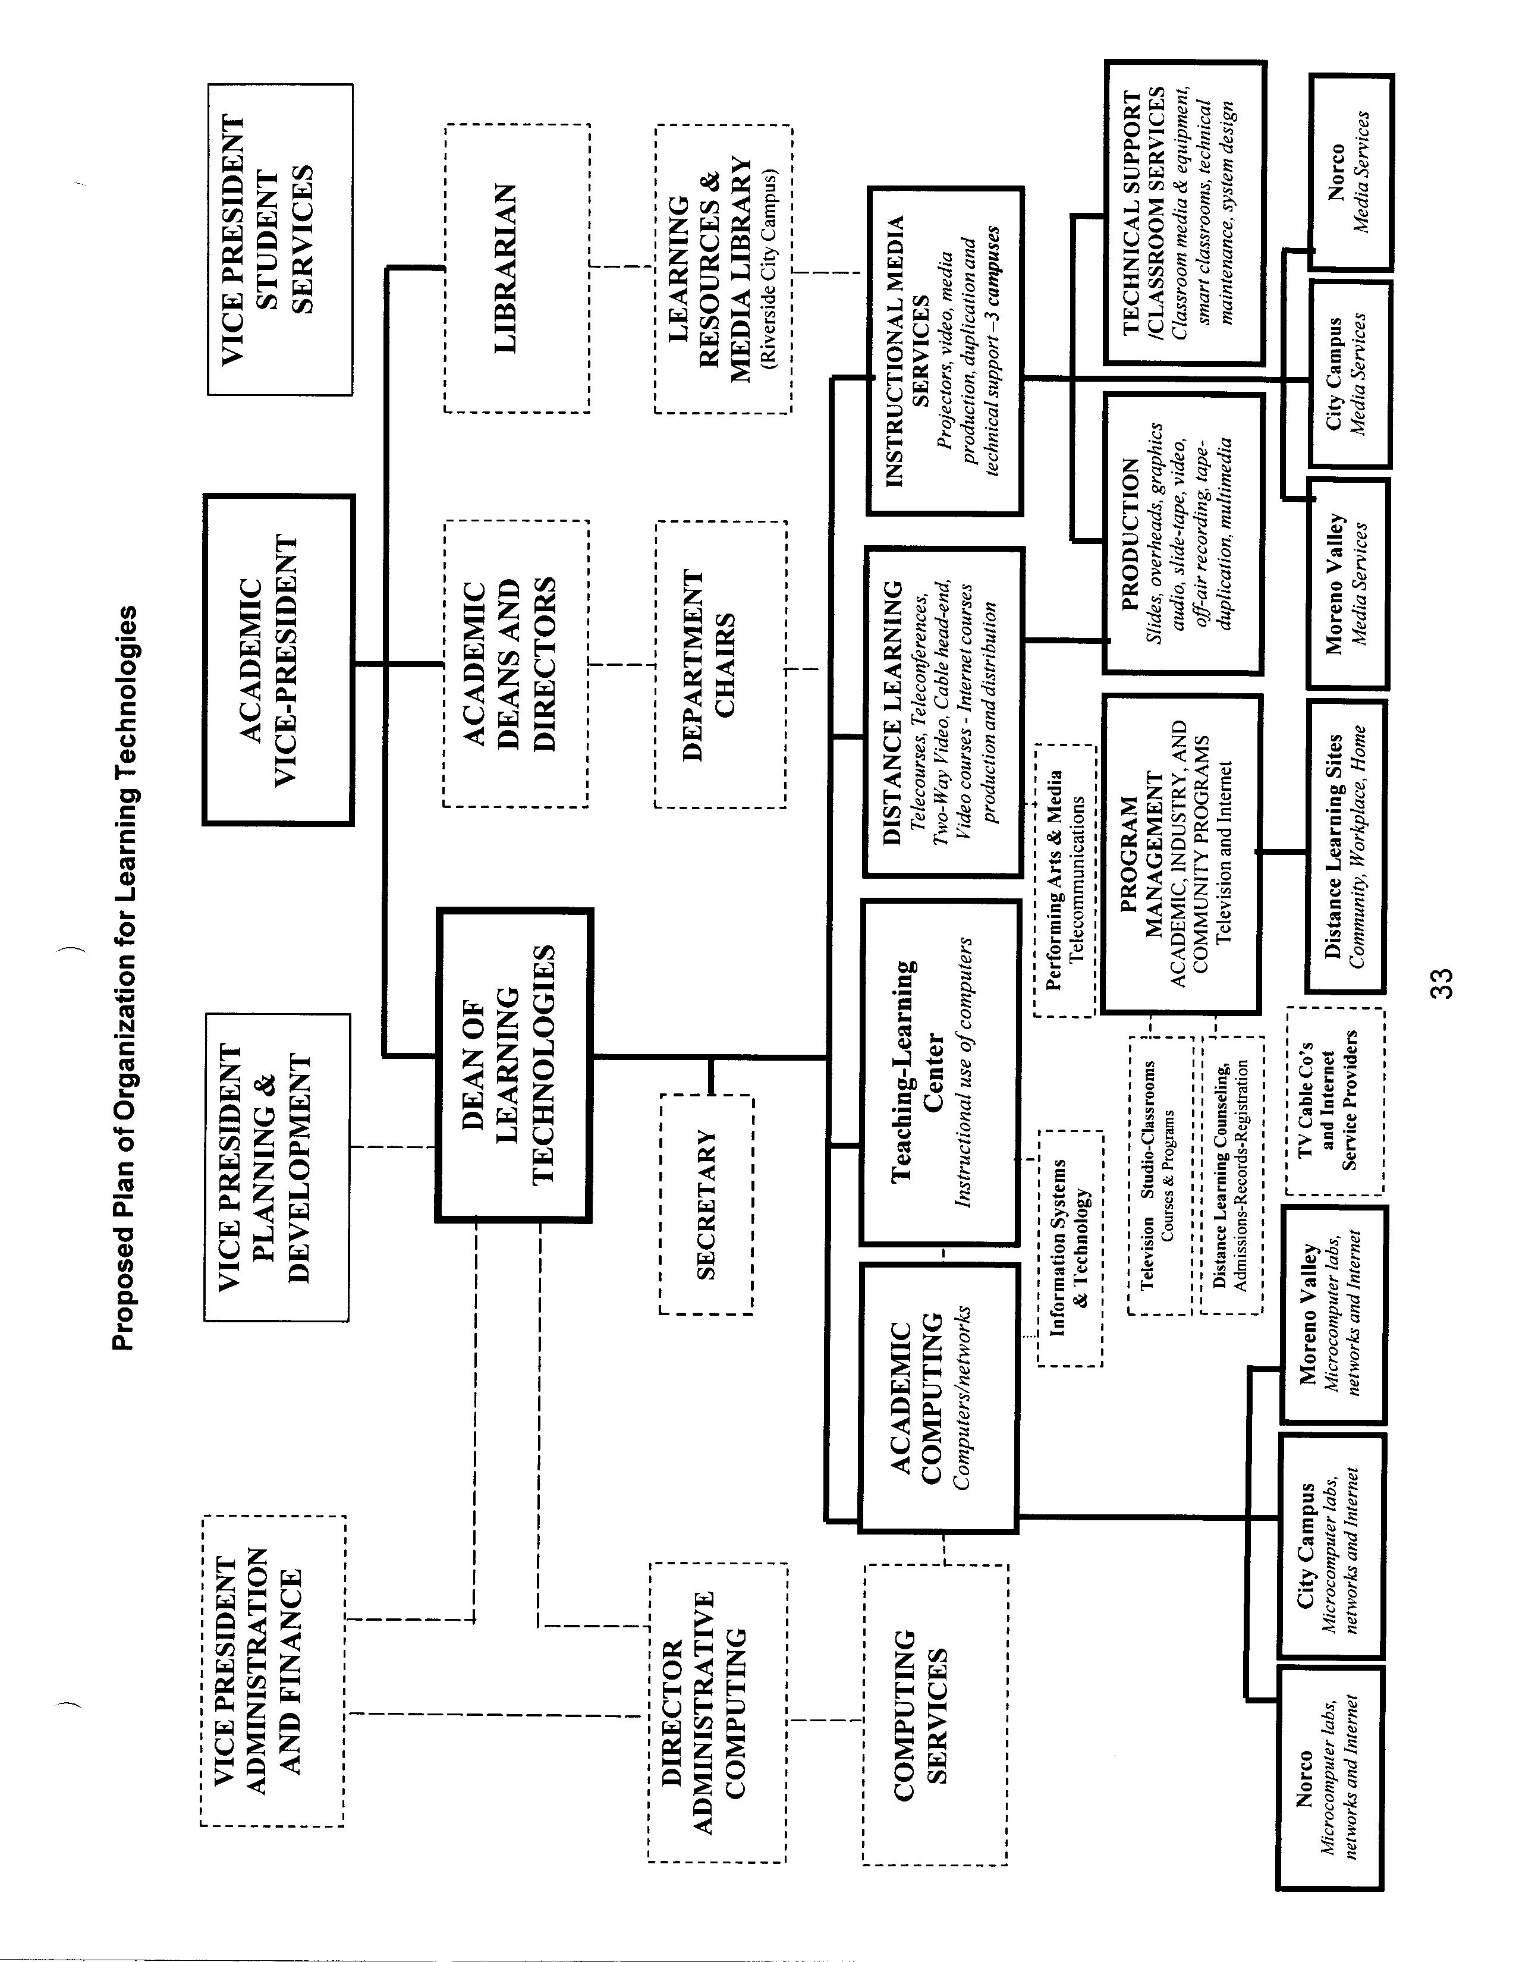 Proposed Plan of Organization for Learning Technologies
VICE PRESIDENT
ADMINISTRATION
AND FINANCE
VICE PRESIDENT
PLANNING &
DEVELOPMENT
ACADEMIC
VICE-PRESIDENT
VICE PRESIDENT
STUDENT
SERVICES
DEAN OF
LEARNING
TECHNOLOGIES
ACADEMIC
DEANS AND
DIRECTORS
LIBRARIAN
DIRECTOR
ADMINISTRATIVE
COMPUTING
SECRETARY
DEPARTMENT
CHAIRS
LEARNING
RESOURCES &
MEDIA LIBRARY
(Riverside City Campus)
COMPUTING
SERVICES
ACADEMIC
COMPUTING
Computers/networks
Teaching-Learning
Center
Instructional use of computers
DISTANCE LEARNING
Telecourses, Teleconferences,
Two-Way Video, Cable head-end,
Video courses - Internet courses
production and distribution
INSTRUCTIONAL MEDIA
SERVICES
Projectors, video, media
production, duplication and
technical support –3 campuses
Information Systems
& Technology
Performing Arts & Media
Telecommunications
Television Studio-Classrooms
Courses & Programs
Distance Learning Counseling,
Admissions-Records-Registration
PROGRAM
MANAGEMENT
ACADEMIC, INDUSTRY, AND
COMMUNITY PROGRAMS
Television and Internet
PRODUCTION
Slides, overheads, graphics
audio, slide-tape, video,
off-air recording, tape-
duplication, multimedia
TECHNICAL SUPPORT
/CLASSROOM SERVICES
Classroom media & equipment,
smart classrooms, technical
maintenance, system design
Norco
Microcomputer labs,
networks and Internet
City Campus
Microcomputer labs,
networks and Internet
Moreno Valley
Microcomputer labs,
networks and Internet
TV Cable Co's
and Internet
Service Providers
Distance Learning Sites
Community, Workplace, Home
Moreno Valley
Media Services
City Campus
Media Services
Norco
Media Services
33